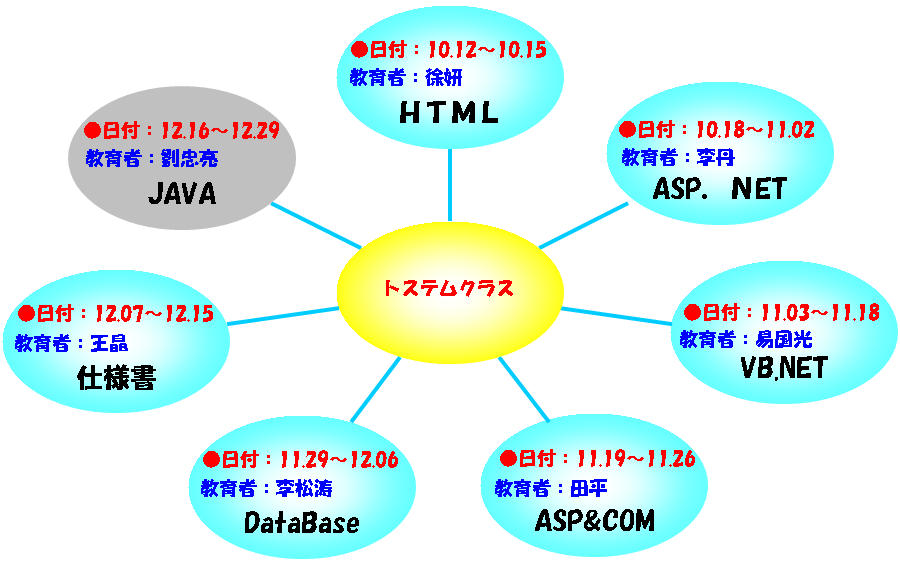 ●日付：10.12～10.15
教育者：徐妍
HTML
●日付：10.18～11.02
教育者：李丹
ASP. NET
●日付：11.03～11.18
教育者：易国光
VB.NET
●日付：11.19～11.26
教育者：田平
ASP&COM
●日付：11.29～12.06
教育者：李松涛
DataBase
●日付：12.07～12.15
教育者：王晶
仕様書
●日付：12.16～12.29
教育者：劉忠亮
JAVA
トステムクラス